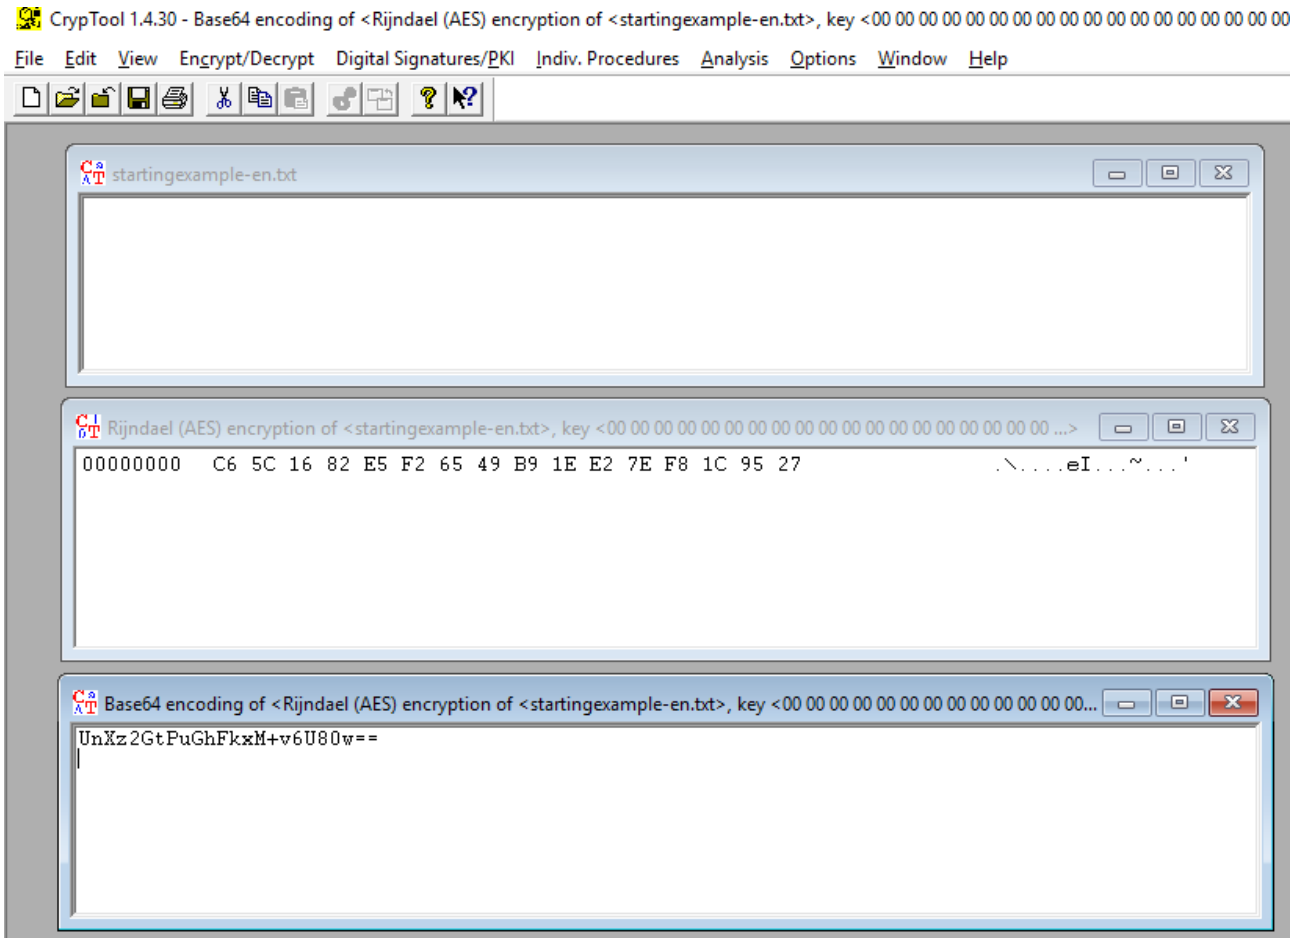 CrypTool 1.4.30 - Base64 encoding of <Rijndael (AES) encryption of <startingexample-en.txt>, key <00 00 00 00 00 00 00 00 00 00 00 00 00 00 00 00 00 00
File Edit View Encrypt/Decrypt Digital Signatures/PKI Indiv. Procedures Analysis Options Window Help
startingexample-en.txt
Rijndael (AES) encryption of <startingexample-en.txt>, key <00 00 00 00 00 00 00 00 00 00 00 00 00 00 00 00 00 00 00 ...>
00000000 C6 5C 16 82 E5 F2 65 49 B9 1E E2 7E F8 1C 95 27 .\....eI...~...'
Base64 encoding of <Rijndael (AES) encryption of <startingexample-en.txt>, key <00 00 00 00 00 00 00 00 00 00 00 00 00...
UnXz2GtPuGhFkxM+v6U80w==